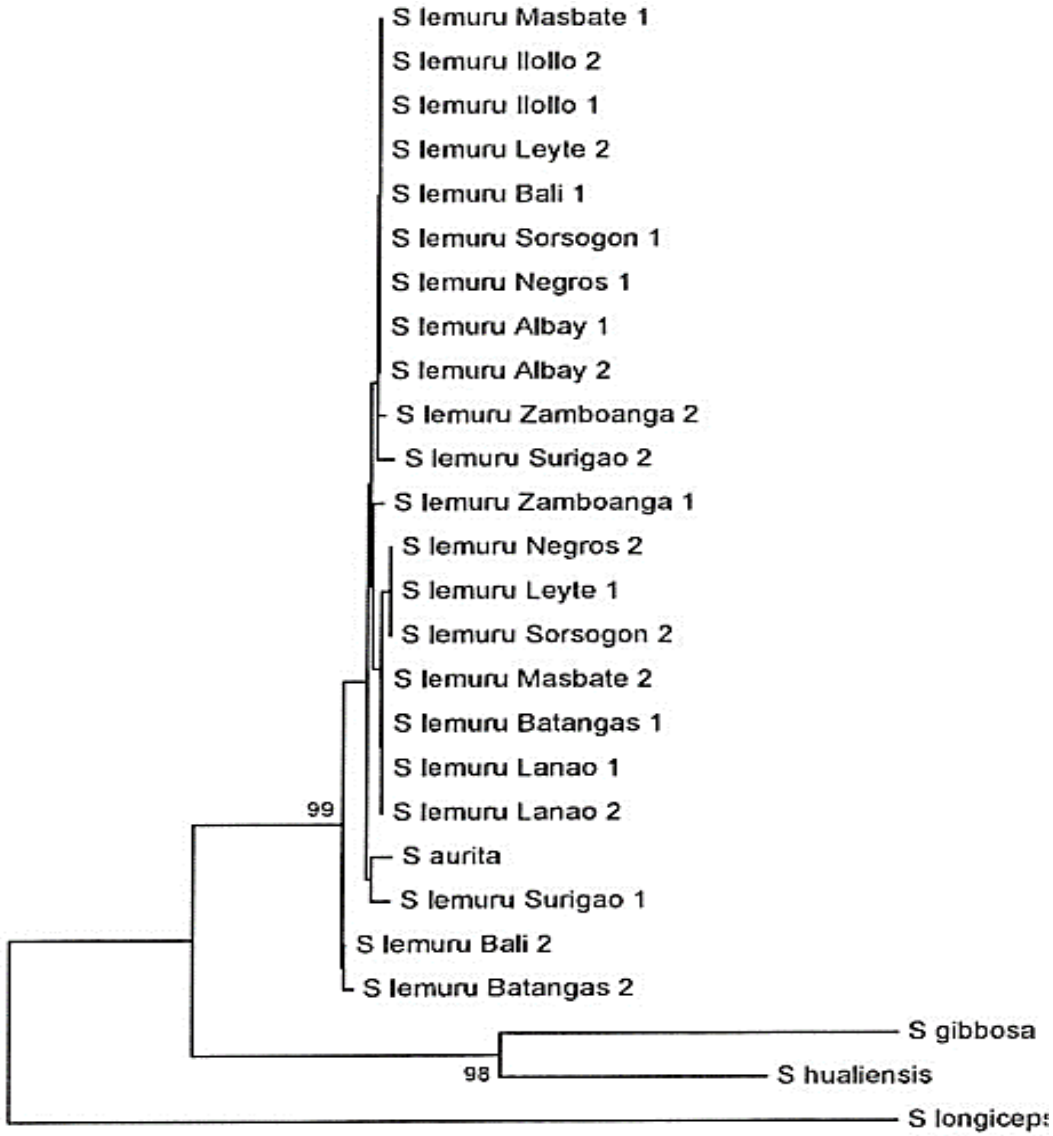 S lemuru Masbate 1
S lemuru Iloilo 2
S lemuru Iloilo 1
S lemuru Leyte 2
S lemuru Bali 1
S lemuru Sorsogon 1
S lemuru Negros 1
S lemuru Albay 1
S lemuru Albay 2
S lemuru Zamboanga 2
S lemuru Surigao 2
S lemuru Zamboanga 1
S lemuru Negros 2
S lemuru Leyte 1
S lemuru Sorsogon 2
S lemuru Masbate 2
S lemuru Batangas 1
S lemuru Lanao 1
S lemuru Lanao 2
99
S aurita
S lemuru Surigao 1
S lemuru Bali 2
S lemuru Batangas 2
S gibbosa
98
S hualiensis
S longiceps